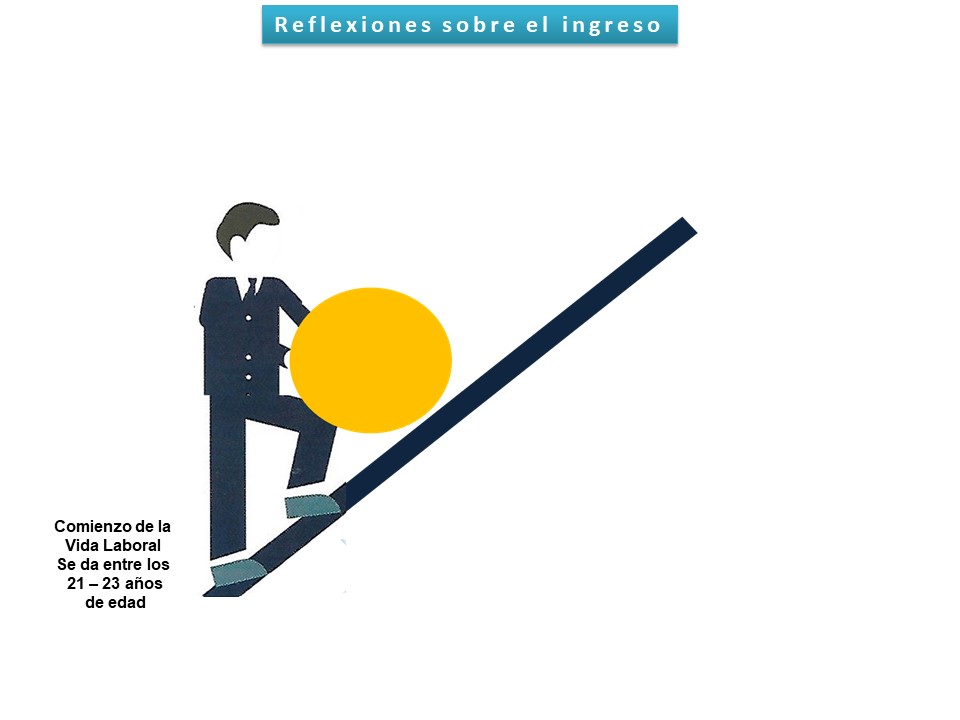 Reflexiones sobre el ingreso
Comienzo de la
Vida Laboral
Se da entre los
21 – 23 años
de edad